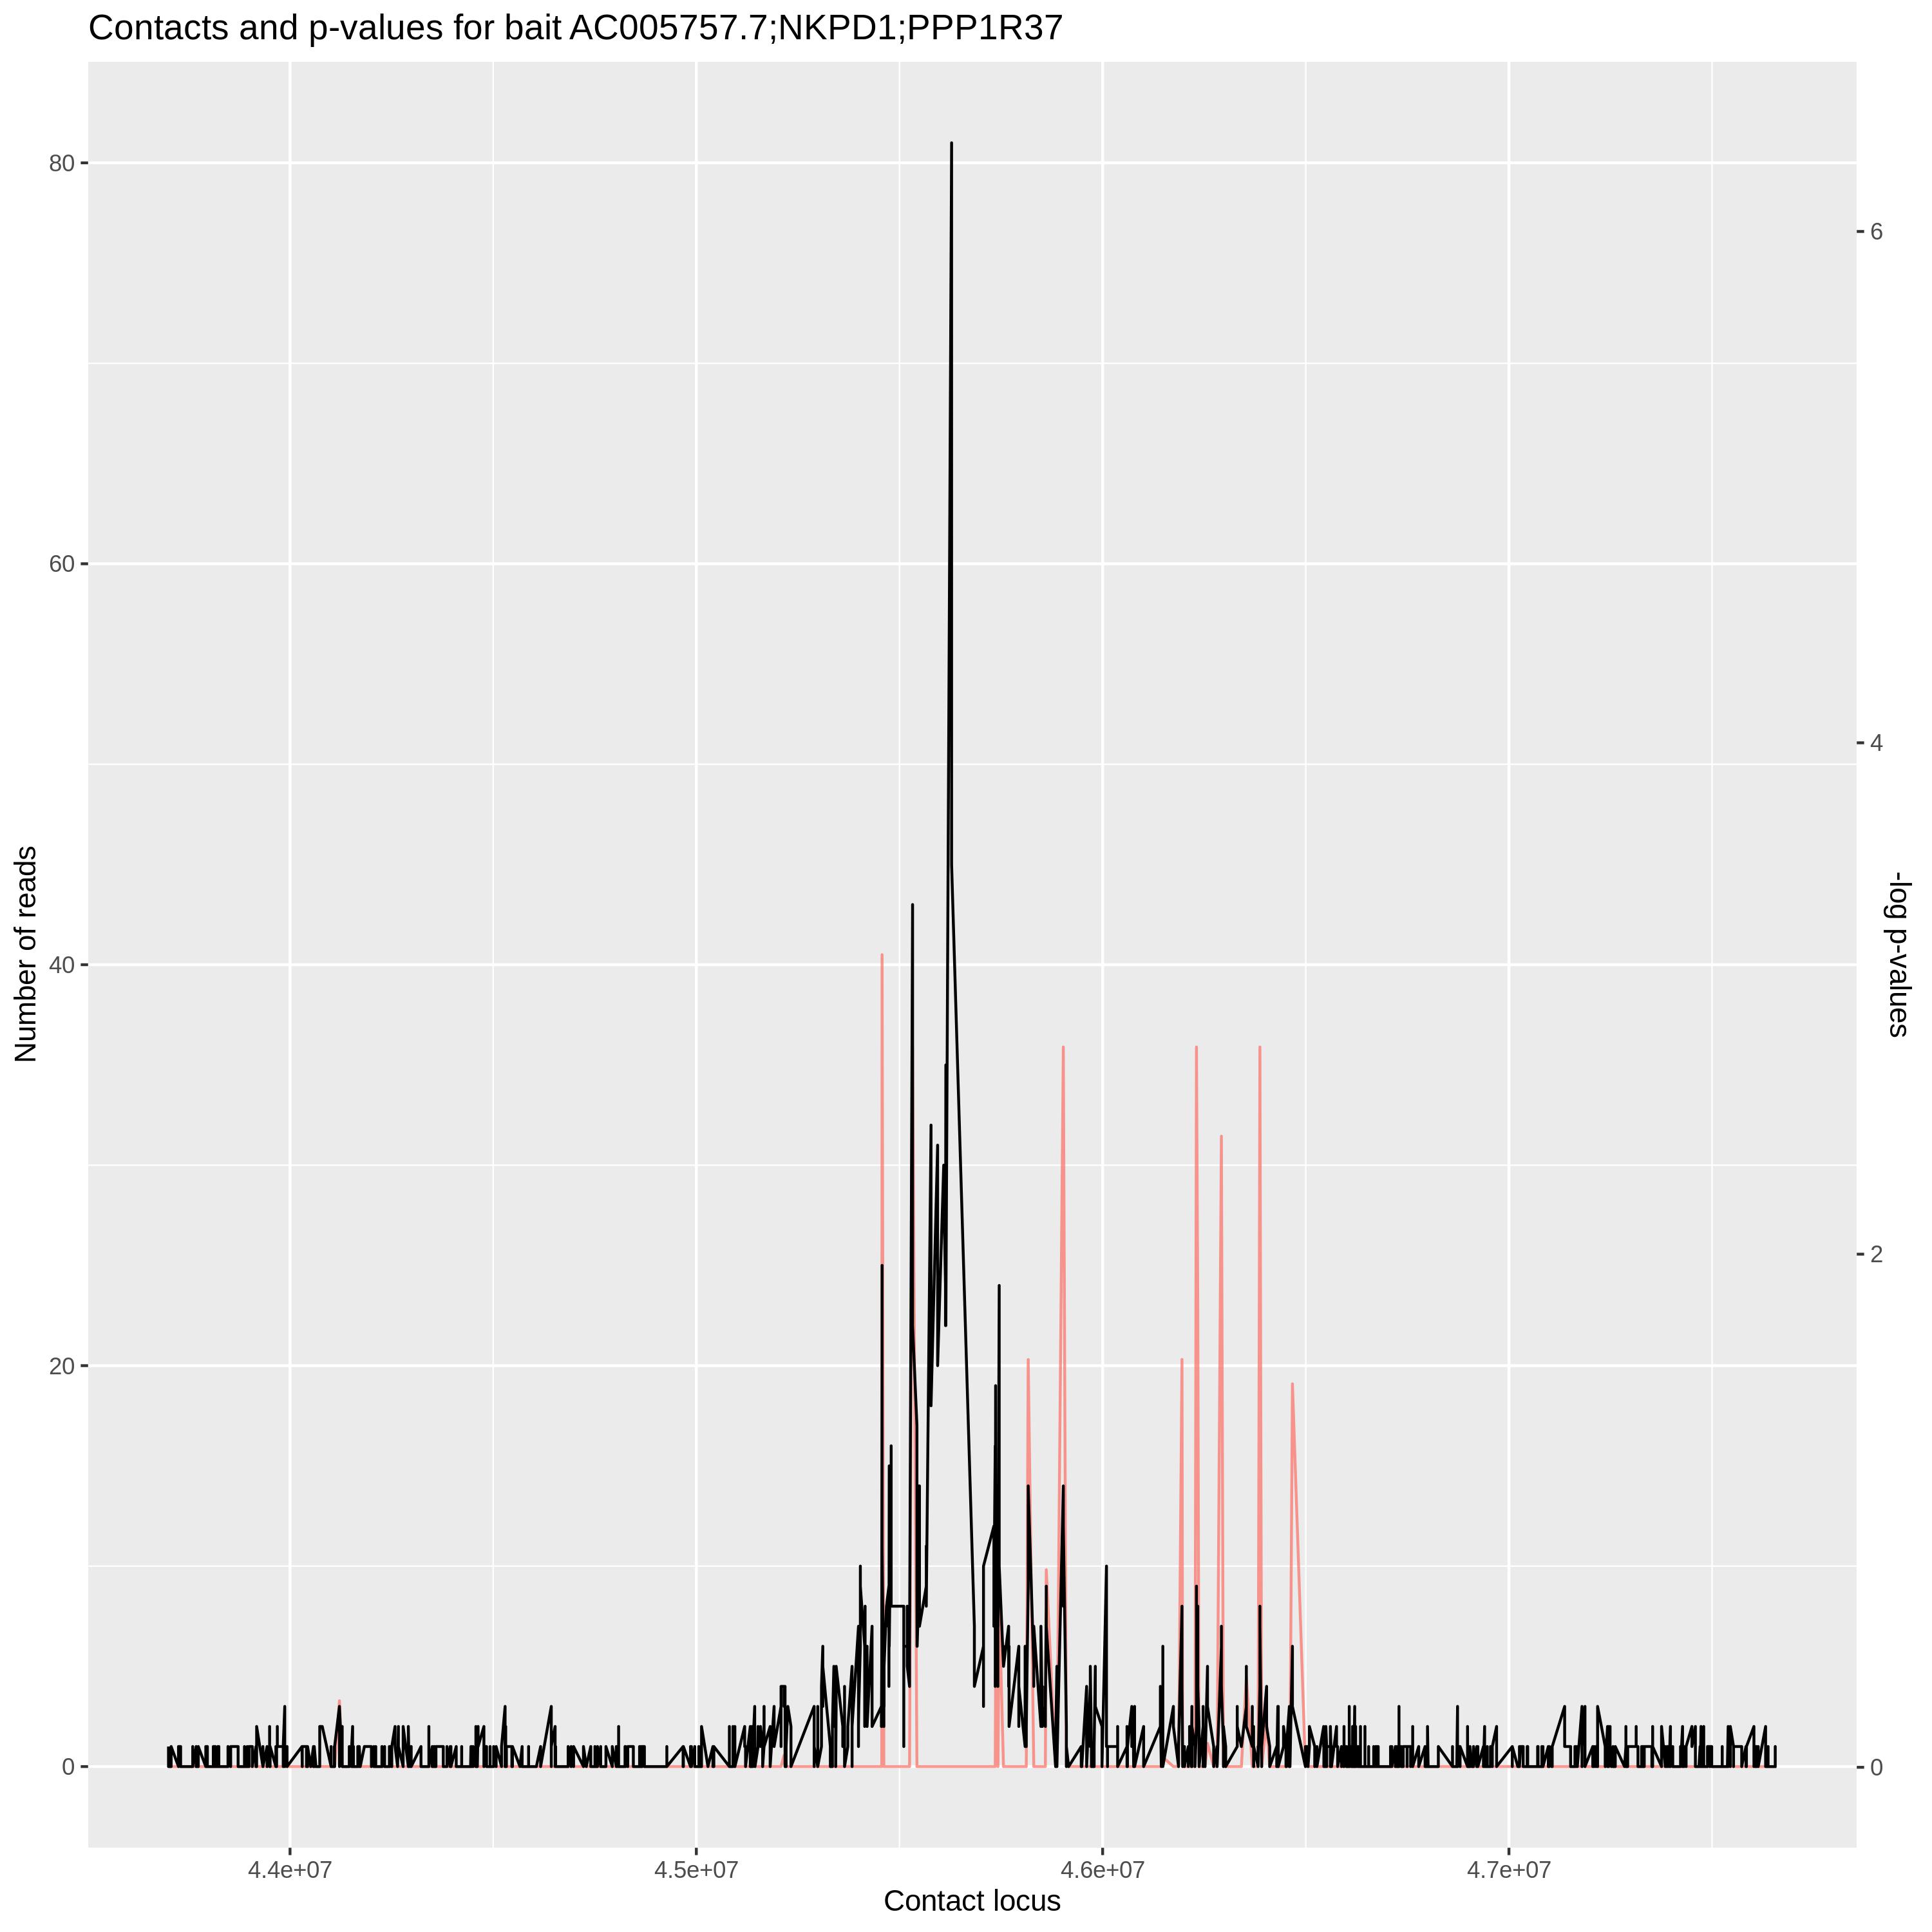 Contacts and p-values for bait AC005757.7;NKPD1;PPP1R37
80
60
40
20
0
Number of reads
6
4
2
0
-log p-values
4.4e+07 4.5e+07 4.6e+07 4.7e+07
Contact locus